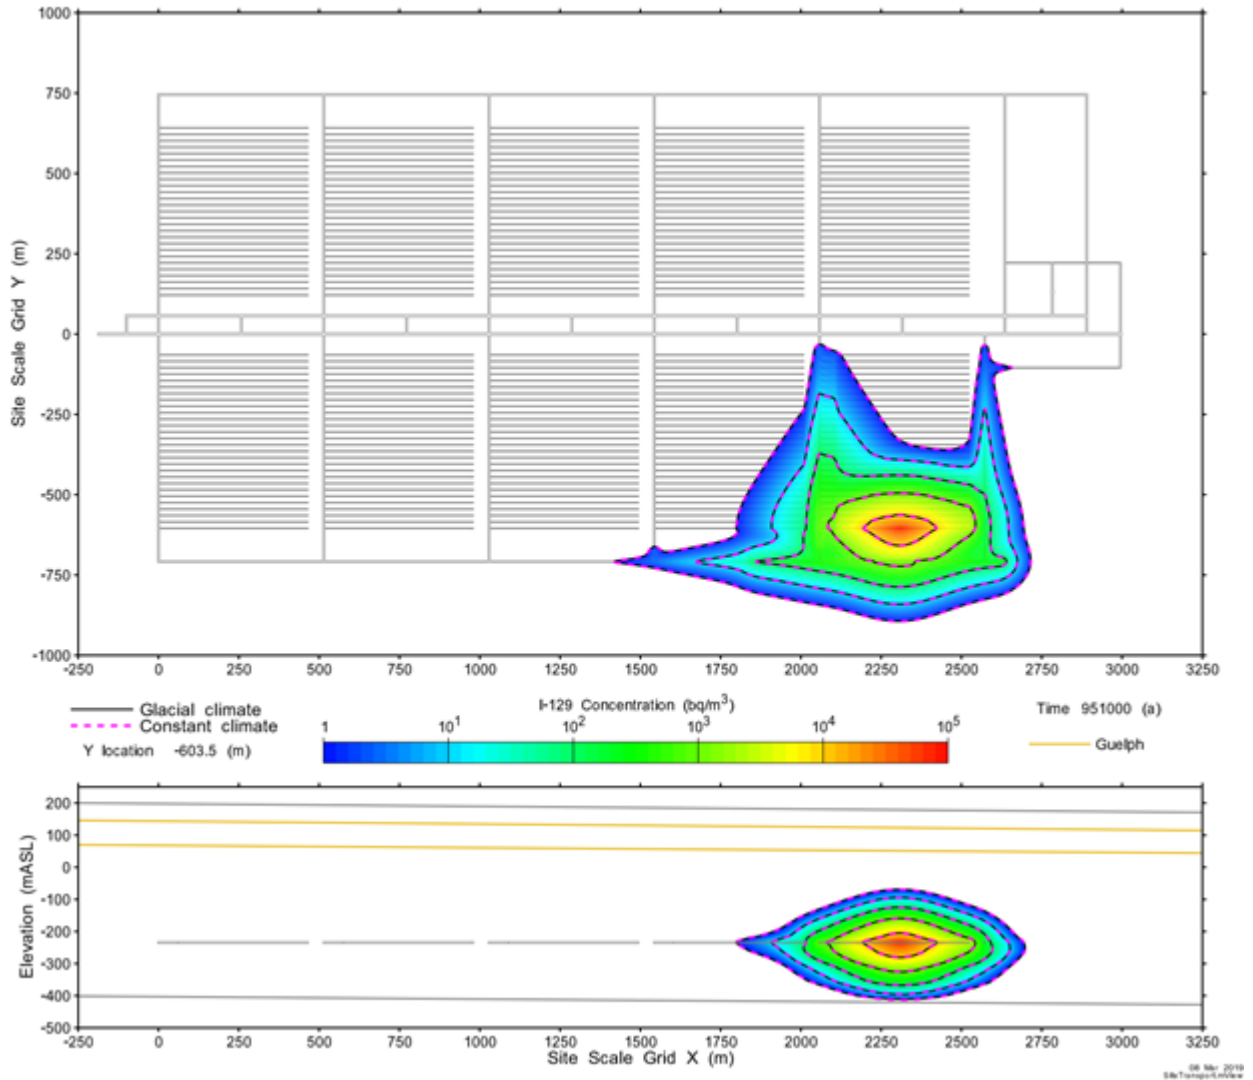 1000
750
500
250
0
-250
-500
-750
-1000
Site Scale Grid Y (m)
-250 0 250 500 750 1000 1250 1500 1750 2000 2250 2500 2750 3000 3250
Glacial climate
Constant climate
Y location -603.5 (m)
I-129 Concentration (bq/m³)
1 10¹ 10² 10³ 10⁴ 10⁵
Time 951000 (a)
Guelph
200
100
0
-100
-200
-300
-400
-500
Elevation (mASL)
-250 0 250 500 750 1000 1250 1500 1750 2000 2250 2500 2750 3000 3250
Site Scale Grid X (m)
06 Mar 2019